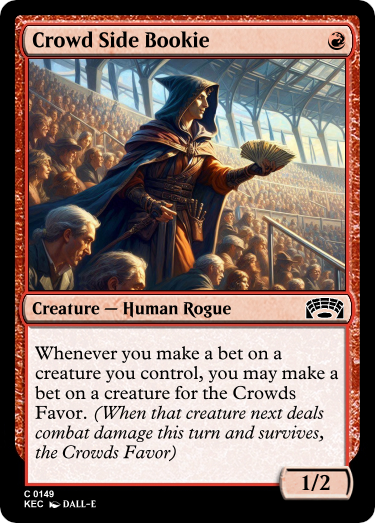 Crowd Side Bookie
Creature — Human Rogue
Whenever you make a bet on a
creature you control, you may make a
bet on a creature for the Crowds
Favor. (When that creature next deals
combat damage this turn and survives,
the Crowds Favor)
1/2
C 0149
KEC DALL-E